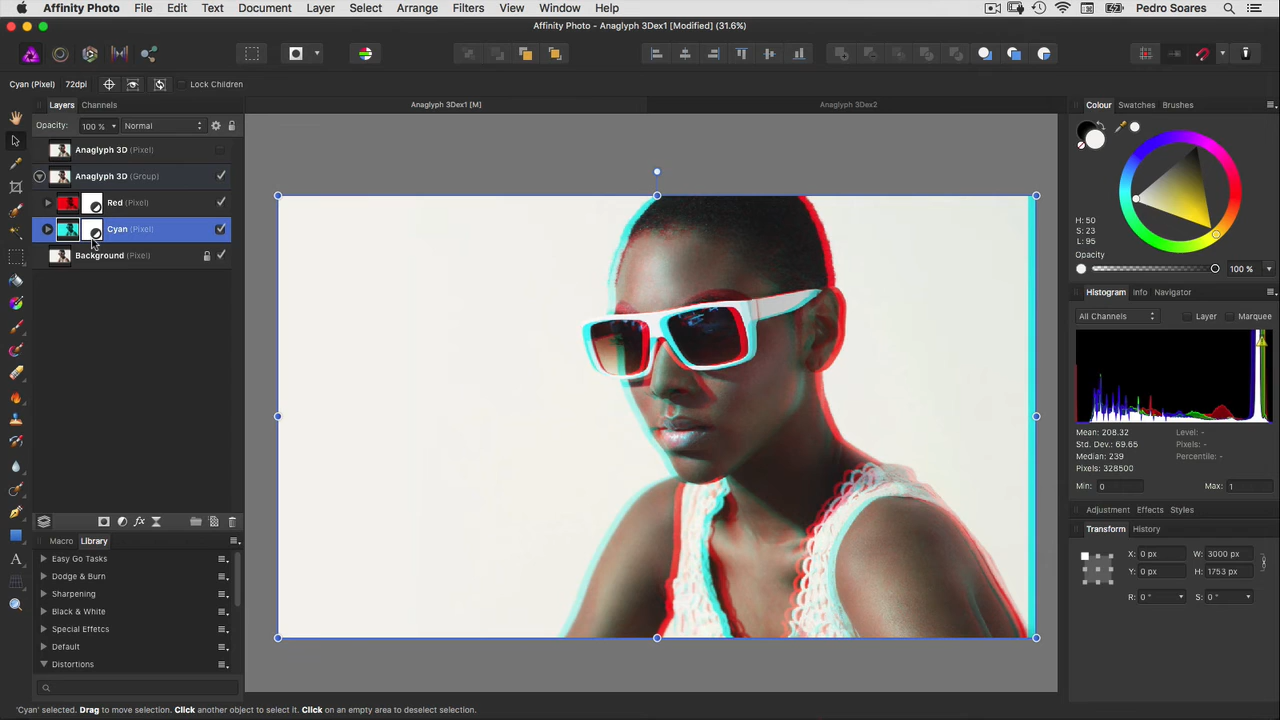 Affinity Photo File Edit Text Document Layer Select Arrange Filters View Window Help Pedro Soares
Affinity Photo - Anaglyph 3Dex1 [Modified] (31.6%)
Cyan (Pixel) 72dpi Lock Children
Layers Channels
Anaglyph 3Dex1 [M] Anaglyph 3Dex2
Colour Swatches Brushes
Opacity: 100 % Normal
Anaglyph 3D (Pixel)
Anaglyph 3D (Group)
Red (Pixel)
Cyan (Pixel)
Background (Pixel)
H: 50
S: 23
L: 95
Opacity
100 %
Histogram Info Navigator
All Channels Layer Marquee
Mean: 208.32 Level: -
Std. Dev.: 69.65 Pixels: -
Median: 239 Percentile: -
Pixels: 328500
Min: 0 Max: 1
Adjustment Effects Styles
Transform History
X: 0 px W: 3000 px
Y: 0 px H: 1753 px
R: 0 ° S: 0 °
fx
A
Macro Library
Easy Go Tasks
Dodge & Burn
Sharpening
Black & White
Special Effetcs
Default
Distortions
'Cyan' selected. Drag to move selection. Click another object to select it. Click on an empty area to deselect selection.